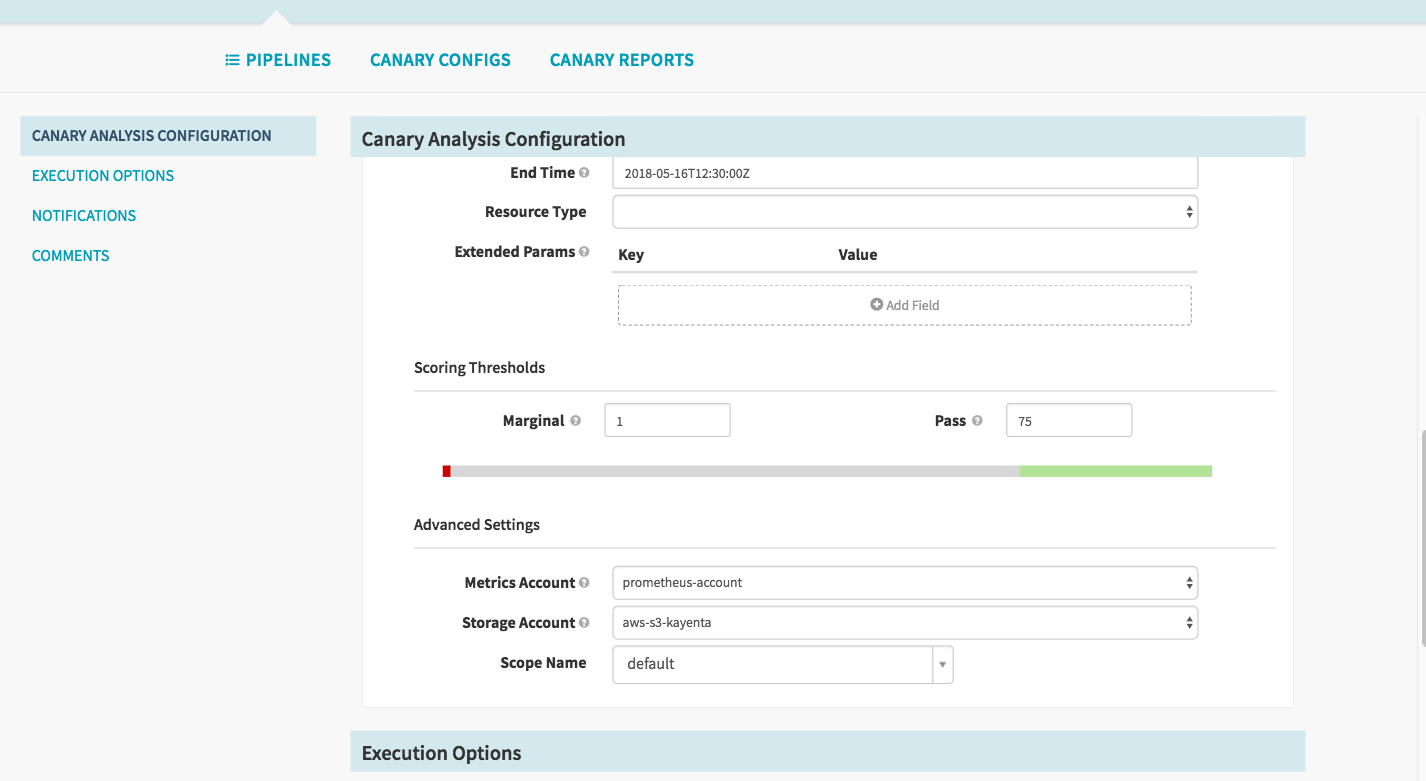 PIPELINES CANARY CONFIGS CANARY REPORTS
CANARY ANALYSIS CONFIGURATION
EXECUTION OPTIONS
NOTIFICATIONS
COMMENTS
Canary Analysis Configuration
End Time 2018-05-16T12:30:00Z
Resource Type
Extended Params Key Value
Add Field
Scoring Thresholds
Marginal 1 Pass 75
Advanced Settings
Metrics Account prometheus-account
Storage Account aws-s3-kayenta
Scope Name default
Execution Options